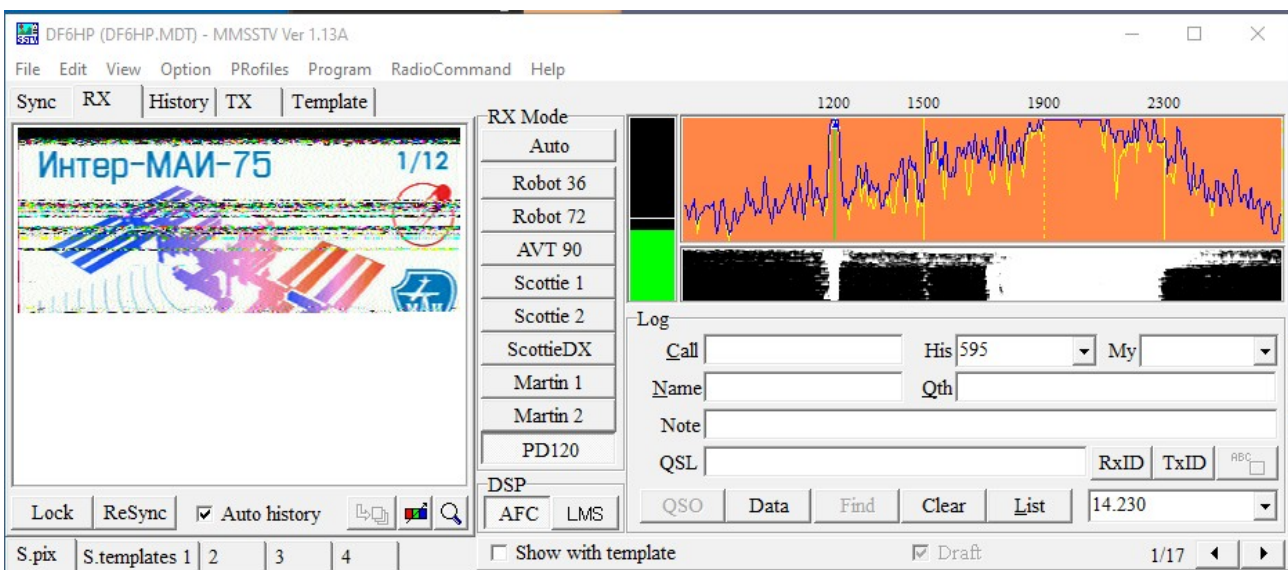 DF6HP (DF6HP.MDT) - MMSSTV Ver 1.13A
File Edit View Option PRofiles Program RadioCommand Help
Sync RX History TX Template
Интер-МАИ-75 1/12
МАИ
RX Mode
Auto
Robot 36
Robot 72
AVT 90
Scottie 1
Scottie 2
ScottieDX
Martin 1
Martin 2
PD120
DSP
AFC LMS
1200 1500 1900 2300
Log
Call His 595 My
Name Qth
Note
QSL RxID TxID ABC
QSO Data Find Clear List 14.230
Lock ReSync Auto history
S.pix S.templates 1 2 3 4
Show with template Draft 1/17